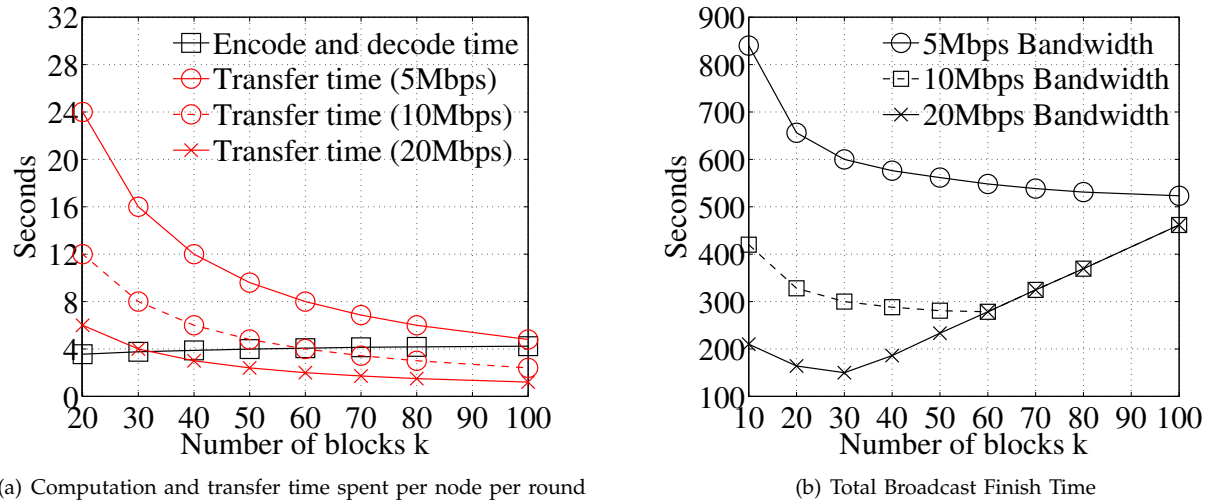 32
28
24
20
16
12
8
4
0
Seconds
Encode and decode time
Transfer time (5Mbps)
Transfer time (10Mbps)
Transfer time (20Mbps)
20 30 40 50 60 70 80 90 100
Number of blocks k
(a) Computation and transfer time spent per node per round
900
800
700
600
500
400
300
200
100
Seconds
5Mbps Bandwidth
10Mbps Bandwidth
20Mbps Bandwidth
10 20 30 40 50 60 70 80 90 100
Number of blocks k
(b) Total Broadcast Finish Time